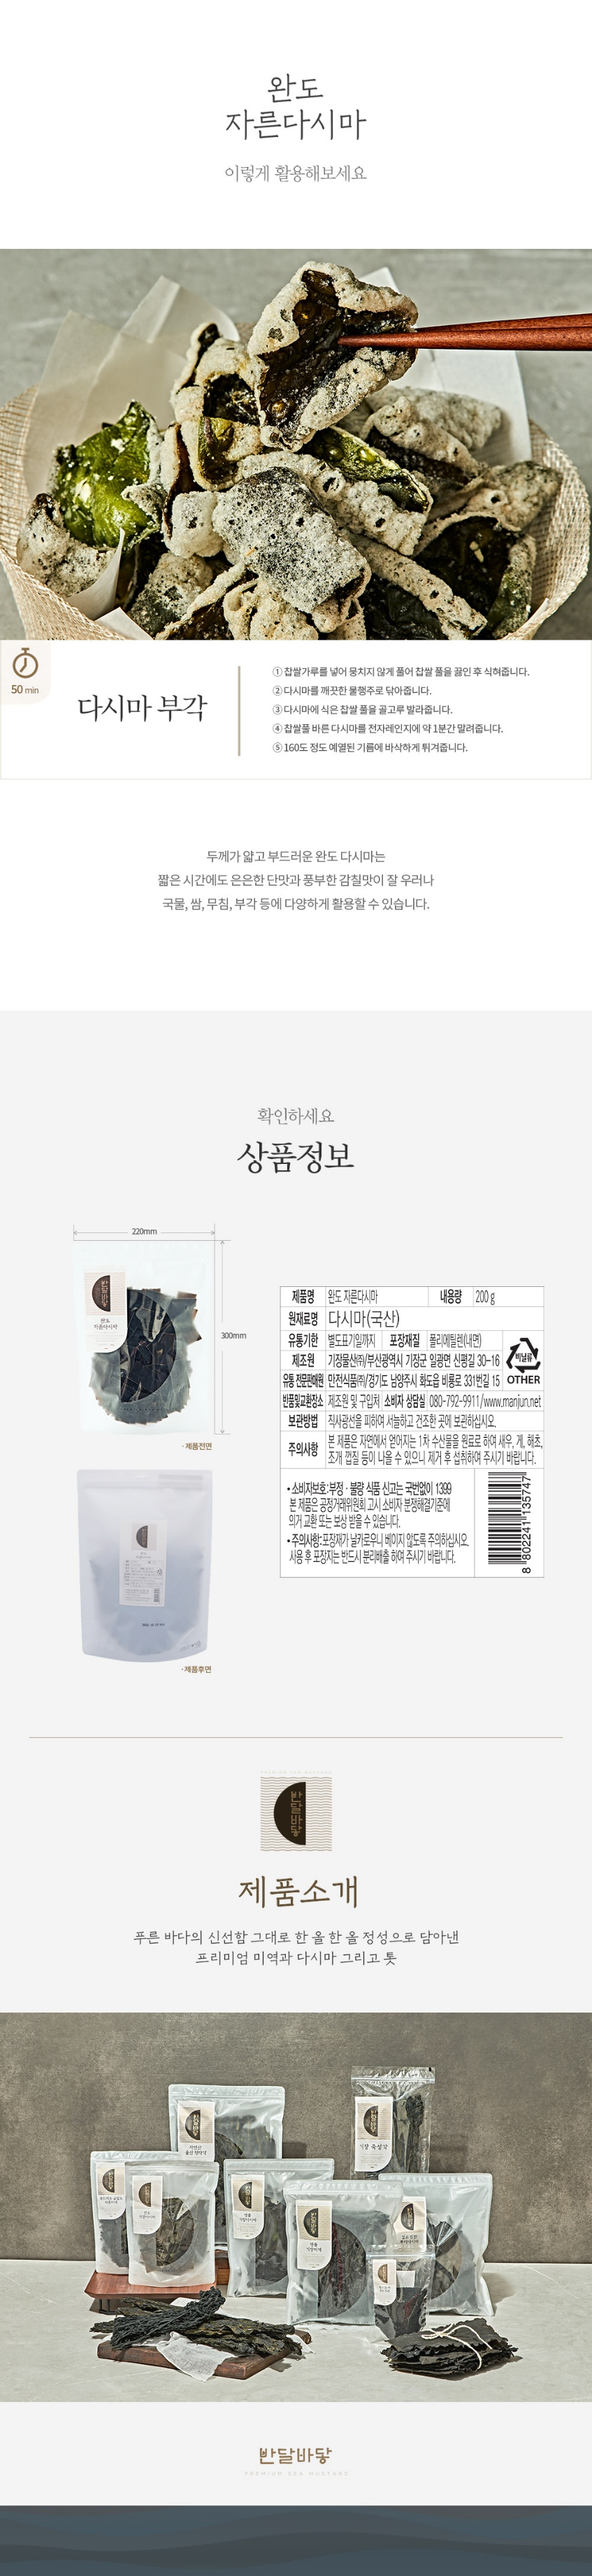 완도
자른다시마
이렇게 활용해보세요
50 min
다시마 부각
① 찹쌀가루를 넣어 뭉치지 않게 풀어 찹쌀 풀을 끓인 후 식혀줍니다.
② 다시마를 깨끗한 물행주로 닦아줍니다.
③ 다시마에 식은 찹쌀 풀을 골고루 발라줍니다.
④ 찹쌀풀 바른 다시마를 전자레인지에 약 1분간 말려줍니다.
⑤ 160도 정도 예열된 기름에 바삭하게 튀겨줍니다.
두께가 얇고 부드러운 완도 다시마는
짧은 시간에도 은은한 단맛과 풍부한 감칠맛이 잘 우러나
국물, 쌈, 무침, 부각 등에 다양하게 활용할 수 있습니다.
확인하세요
상품정보
220mm
300mm
반달바닿
완도
자른다시마
· 제품전면
· 제품후면
제품명 완도 자른다시마 내용량 200 g
원재료명 다시마(국산)
유통기한 별도표기일까지 포장재질 폴리에틸렌(내면)
비닐류
OTHER
제조원 기장물산㈜/부산광역시 기장군 일광면 신평길 30-16
유통 전문판매원 만전식품㈜/경기도 남양주시 화도읍 비룡로 331번길 15
반품및교환장소 제조원 및 구입처 소비자 상담실 080-792-9911/www.manjun.net
보관방법 직사광선을 피하여 서늘하고 건조한 곳에 보관하십시오.
주의사항 본 제품은 자연에서 얻어지는 1차 수산물을 원료로 하여 새우, 게, 해초,
조개 껍질 등이 나올 수 있으니 제거 후 섭취하여 주시기 바랍니다.
• 소비자보호:부정 · 불량 식품 신고는 국번없이 1399
본 제품은 공정거래위원회 고시 소비자 분쟁해결기준에
의거 교환 또는 보상 받을 수 있습니다.
• 주의사항:포장재가 날카로우니 베이지 않도록 주의하십시오.
사용 후 포장지는 반드시 분리배출 하여 주시기 바랍니다.
8 802241 135747
반달바닿
제품소개
푸른 바다의 신선함 그대로 한 올 한 올 정성으로 담아낸
프리미엄 미역과 다시마 그리고 톳
반달바닿
PREMIUM SEA MUSTARD